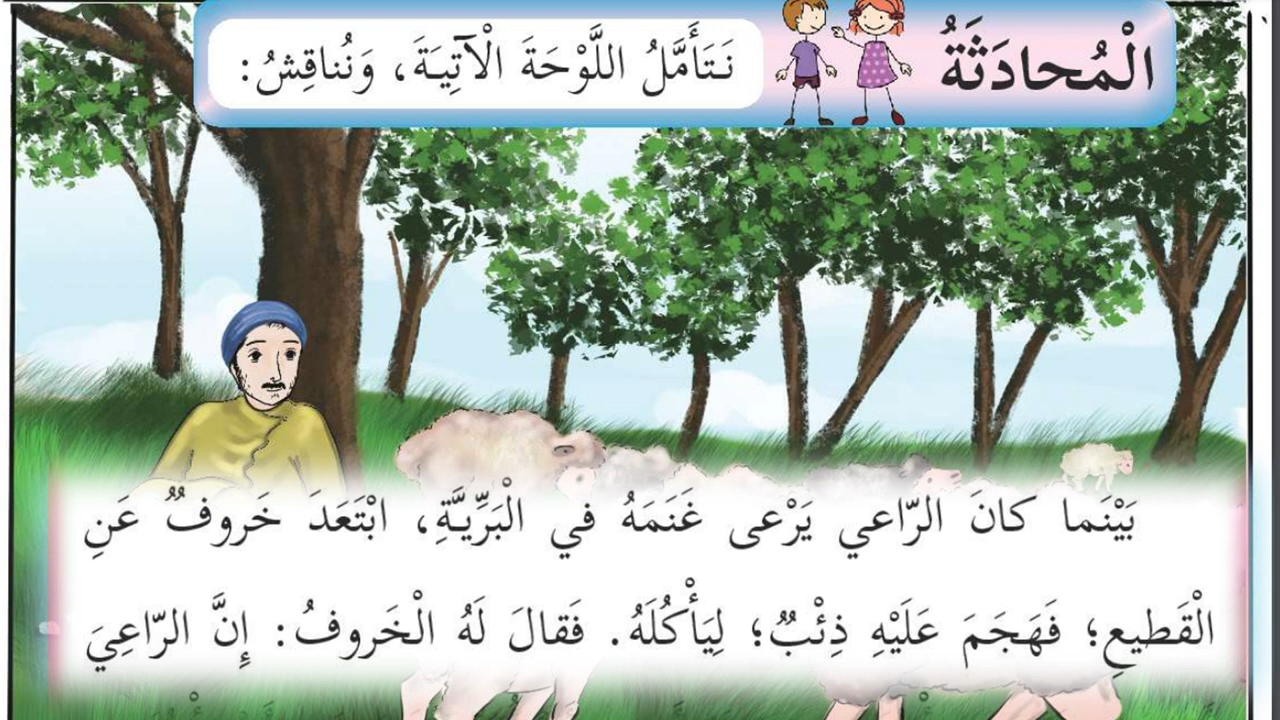 الْمُحادَثَةُ
نَتَأَمَّلُ اللَّوْحَةَ الْآتِيَةَ، وَنُناقِشُ:
بَيْنَما كانَ الرّاعي يَرْعى غَنَمَهُ في الْبَرِّيَّةِ، ابْتَعَدَ خَروفٌ عَنِ
الْقَطيعِ؛ فَهَجَمَ عَلَيْهِ ذِئْبٌ؛ لِيَأْكُلَهُ. فَقالَ لَهُ الْخَروفُ: إِنَّ الرّاعِيَ